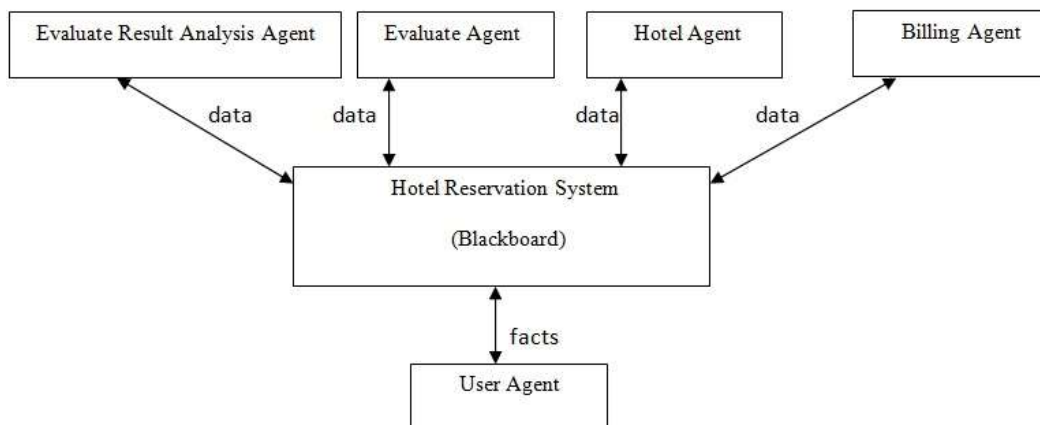 Evaluate Result Analysis Agent
Evaluate Agent
Hotel Agent
Billing Agent
data
data
data
data
Hotel Reservation System
(Blackboard)
facts
User Agent